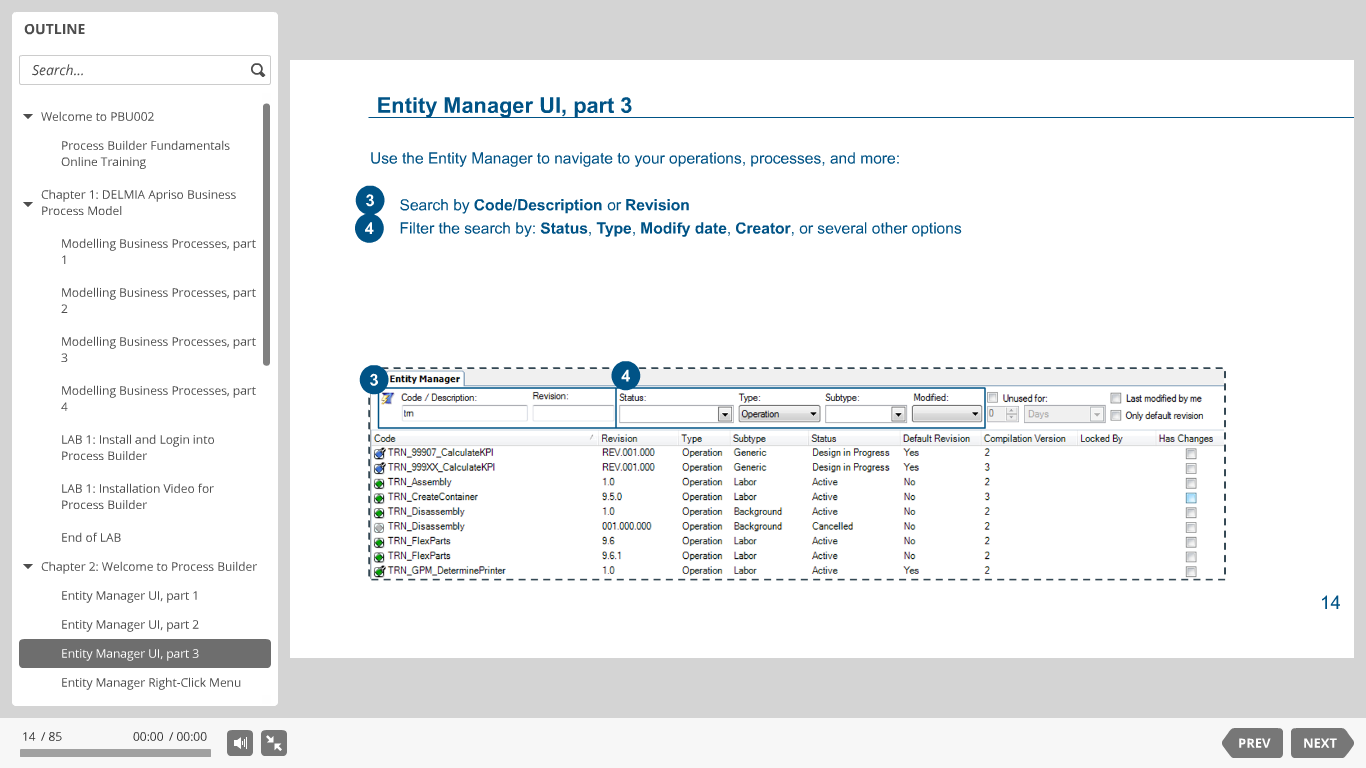 OUTLINE
Search...
Welcome to PBU002
Process Builder Fundamentals
Online Training
Chapter 1: DELMIA Apriso Business
Process Model
Modelling Business Processes, part
1
Modelling Business Processes, part
2
Modelling Business Processes, part
3
Modelling Business Processes, part
4
LAB 1: Install and Login into
Process Builder
LAB 1: Installation Video for
Process Builder
End of LAB
Chapter 2: Welcome to Process Builder
Entity Manager UI, part 1
Entity Manager UI, part 2
Entity Manager UI, part 3
Entity Manager Right-Click Menu
Entity Manager UI, part 3
Use the Entity Manager to navigate to your operations, processes, and more:
3 Search by Code/Description or Revision
4 Filter the search by: Status, Type, Modify date, Creator, or several other options
3 Entity Manager 4
Code / Description: Revision: Status: Type: Subtype: Modified: Unused for: Last modified by me
trn Operation 0 Days Only default revision
Code Revision Type Subtype Status Default Revision Compilation Version Locked By Has Changes
TRN_99907_CalculateKPI REV.001.000 Operation Generic Design in Progress Yes 2
TRN_999XX_CalculateKPI REV.001.000 Operation Generic Design in Progress Yes 3
TRN_Assembly 1.0 Operation Labor Active No 2
TRN_CreateContainer 9.5.0 Operation Labor Active No 3
TRN_Disassembly 1.0 Operation Background Active No 2
TRN_Disassembly 001.000.000 Operation Background Cancelled No 2
TRN_FlexParts 9.6 Operation Labor Active No 2
TRN_FlexParts 9.6.1 Operation Labor Active No 2
TRN_GPM_DeterminePrinter 1.0 Operation Labor Active Yes 2
14
14 / 85 00:00 / 00:00
PREV NEXT